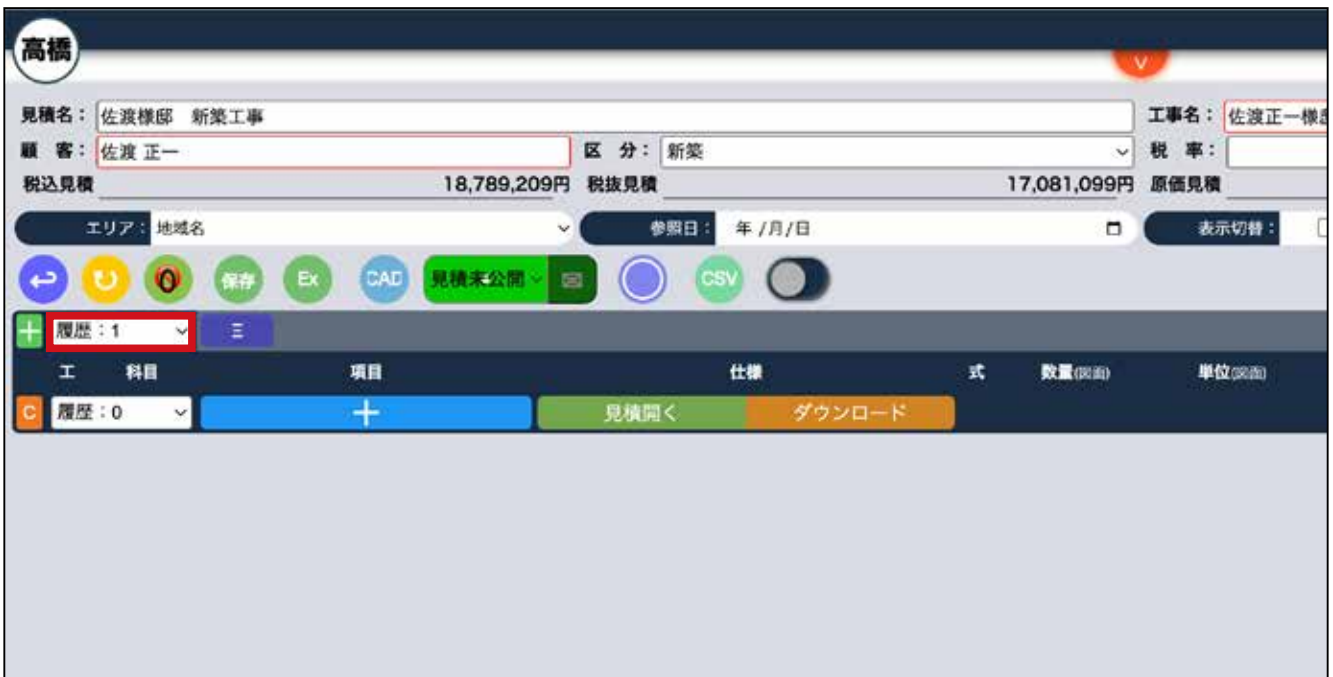 高橋
V
見積名： 佐渡様邸　新築工事 工事名： 佐渡正一様
顧　客： 佐渡 正一 区　分： 新築 税　率：
税込見積 18,789,209円 税抜見積 17,081,099円 原価見積
エリア： 地域名 参照日： 年 /月/日 表示切替：
保存 Ex CAD 見積未公開 CSV
＋ 履歴：1 Ξ
工 科目 項目 仕様 式 数量(図面) 単位(図面)
C 履歴：0 ＋ 見積開く ダウンロード